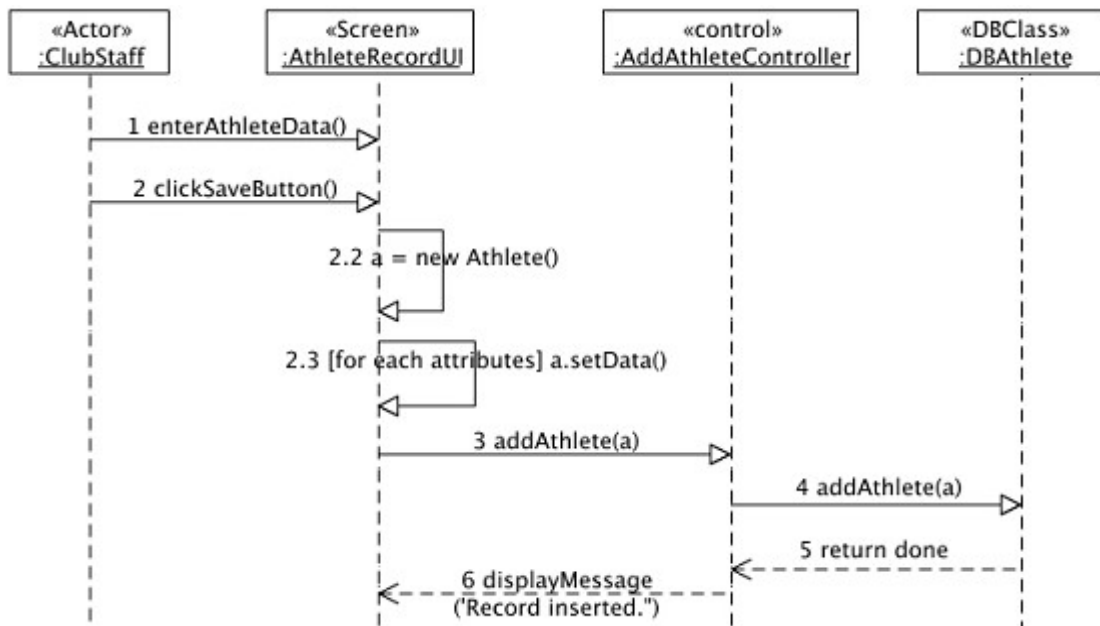 «Actor»
:ClubStaff
«Screen»
:AthleteRecordUI
«control»
:AddAthleteController
«DBClass»
:DBAthlete
1 enterAthleteData()
2 clickSaveButton()
2.2 a = new Athlete()
2.3 [for each attributes] a.setData()
3 addAthlete(a)
4 addAthlete(a)
5 return done
6 displayMessage
('Record inserted.")